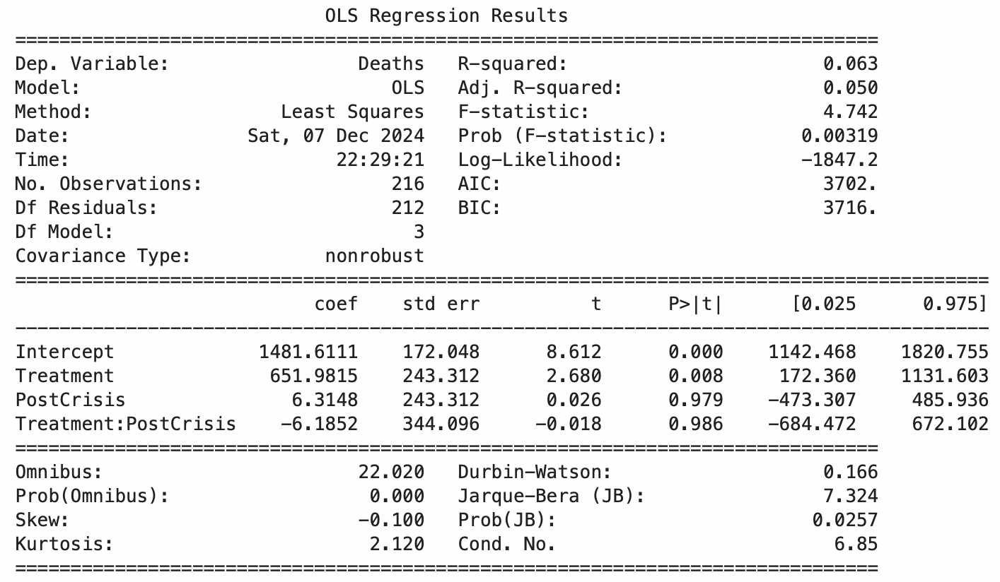 OLS Regression Results
==============================================================================
Dep. Variable:                 Deaths   R-squared:                       0.063
Model:                            OLS   Adj. R-squared:                  0.050
Method:                 Least Squares   F-statistic:                     4.742
Date:                Sat, 07 Dec 2024   Prob (F-statistic):            0.00319
Time:                        22:29:21   Log-Likelihood:                -1847.2
No. Observations:                 216   AIC:                             3702.
Df Residuals:                     212   BIC:                             3716.
Df Model:                           3
Covariance Type:            nonrobust
========================================================================================
                           coef    std err          t      P>|t|      [0.025      0.975]
----------------------------------------------------------------------------------------
Intercept             1481.6111    172.048      8.612      0.000    1142.468    1820.755
Treatment              651.9815    243.312      2.680      0.008     172.360    1131.603
PostCrisis               6.3148    243.312      0.026      0.979    -473.307     485.936
Treatment:PostCrisis    -6.1852    344.096     -0.018      0.986    -684.472     672.102
==============================================================================
Omnibus:                       22.020   Durbin-Watson:                   0.166
Prob(Omnibus):                  0.000   Jarque-Bera (JB):                7.324
Skew:                          -0.100   Prob(JB):                       0.0257
Kurtosis:                       2.120   Cond. No.                         6.85
==============================================================================